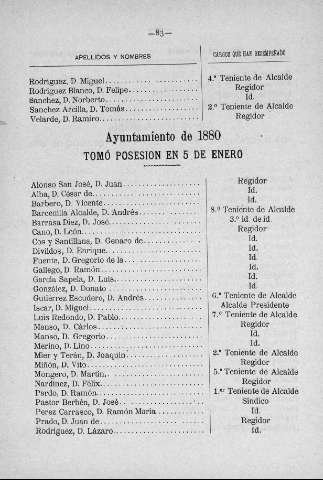 —83—
APELLIDOS Y NOMBRES
CARGOS QUE HAN DESEMPEÑADO
Rodríguez, D. Miguel 4.º Teniente de Alcalde
Rodríguez Blanco, D. Felipe Regidor
Sanchez, D. Norberto Id.
Sanchez Arcilla, D. Tomás 2.º Teniente de Alcalde
Velarde, D. Ramiro Regidor
Ayuntamiento de 1880
TOMÓ POSESION EN 5 DE ENERO
Alonso San José, D. Juan Regidor
Alba, D. César de Id.
Barbero, D. Vicente Id.
Barcenilla Alcalde, D. Andrés 8.º Teniente de Alcalde
Barrasa Diez, D. José 3.º id. de id.
Cano, D. León Regidor
Cos y Santillana, D. Genaro de Id.
Divildos, D. Enrique Id.
Fuente, D. Gregorio de la Id.
Gallego, D. Ramón Id.
García Sapela, D. Luis Id.
González, D. Donato Id.
Gutiérrez Escudero, D. Andrés 6.º Teniente de Alcalde
Iscar, D. Miguel Alcalde Presidente
Luis Redondo, D. Pablo 7.º Teniente de Alcalde
Manso, D. Cárlos Regidor
Manso, D. Gregorio Id.
Merino, D. Lino Id.
Mier y Terán, D. Joaquin 2.º Teniente de Alcalde
Miñón, D. Vito Regidor
Mongero, D. Martin 5.º Teniente de Alcalde
Nardinez, D. Félix Regidor
Pardo, D. Ramón 1.er Teniente de Alcalde
Pastor Berbén, D. José Síndico
Perez Carrasco, D. Ramón María Id.
Prado, D. Juan de Regidor
Rodríguez, D. Lázaro Id.